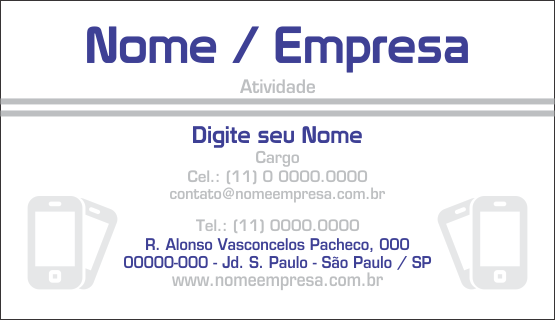 Nome / Empresa
Atividade
Digite seu Nome
Cargo
Cel.: (11) 0 0000.0000
contato@nomeempresa.com.br
Tel.: (11) 0000.0000
R. Alonso Vasconcelos Pacheco, 000
00000-000 - Jd. S. Paulo - São Paulo / SP
www.nomeempresa.com.br